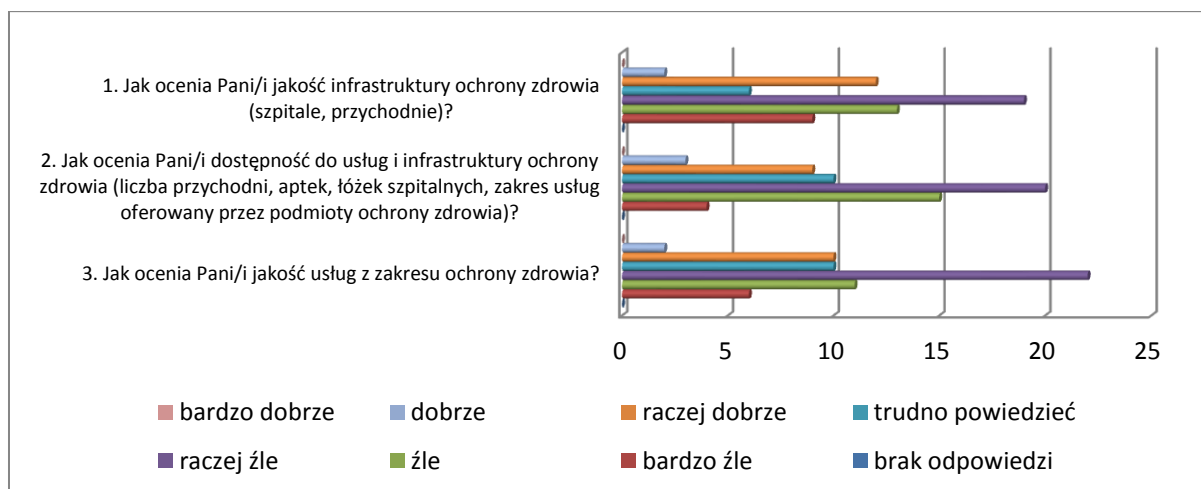 1. Jak ocenia Pani/i jakość infrastruktury ochrony zdrowia
(szpitale, przychodnie)?
2. Jak ocenia Pani/i dostępność do usług i infrastruktury ochrony
zdrowia (liczba przychodni, aptek, łóżek szpitalnych, zakres usług
oferowany przez podmioty ochrony zdrowia)?
3. Jak ocenia Pani/i jakość usług z zakresu ochrony zdrowia?
0 5 10 15 20 25
bardzo dobrze dobrze raczej dobrze trudno powiedzieć
raczej źle źle bardzo źle brak odpowiedzi